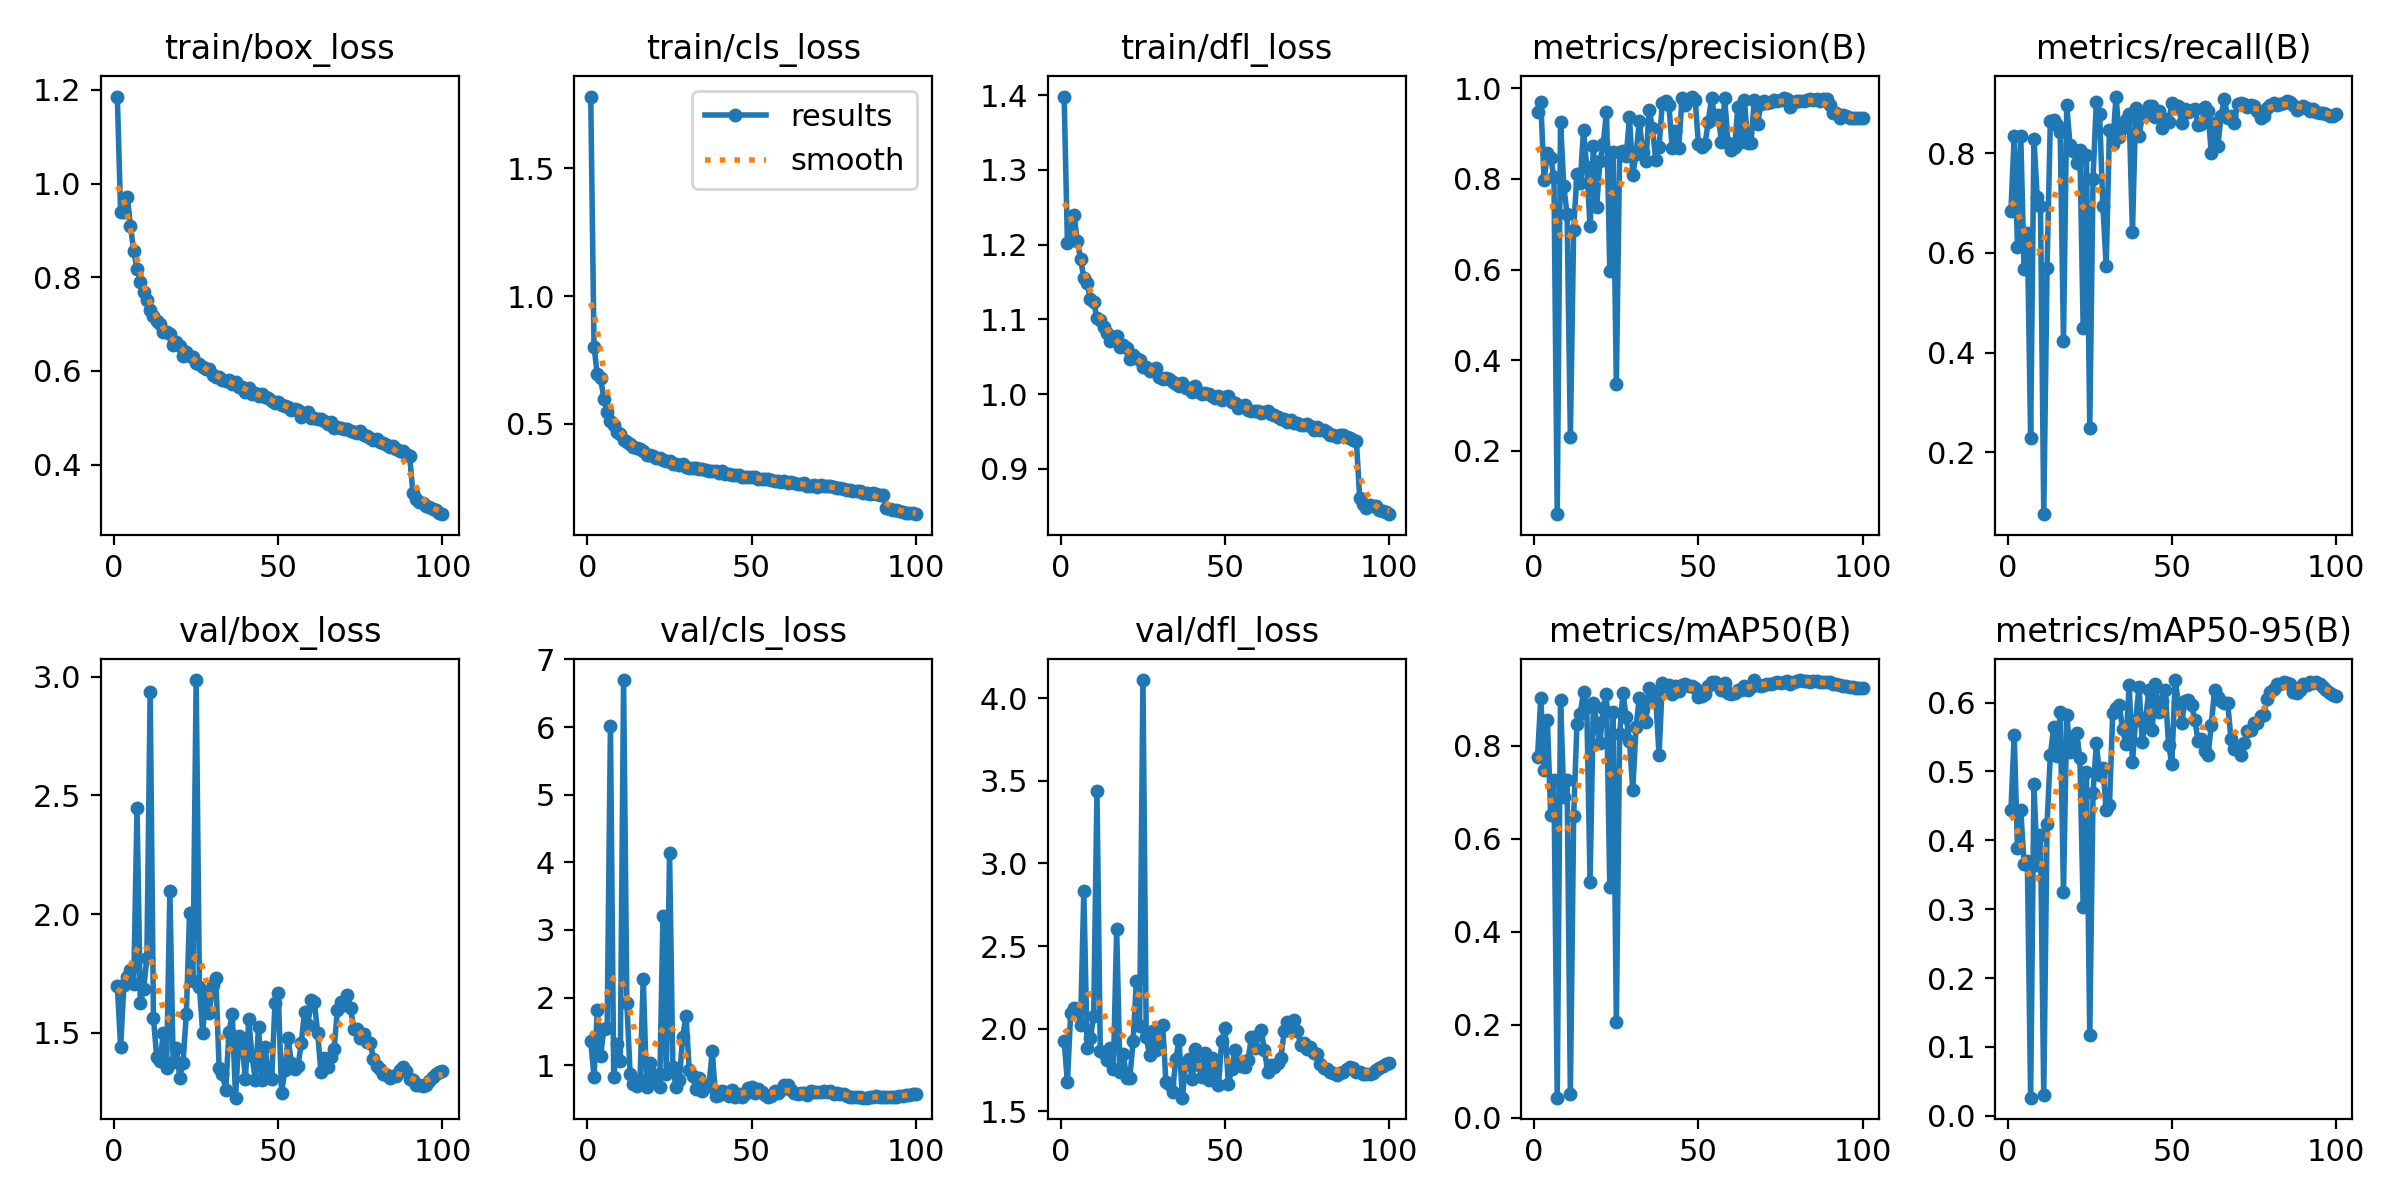 train/box_loss
train/cls_loss
train/dfl_loss
metrics/precision(B)
metrics/recall(B)
1.2
1.0
0.8
0.6
0.4
0 50 100
1.5
1.0
0.5
results
smooth
0 50 100
1.4
1.3
1.2
1.1
1.0
0.9
0 50 100
1.0
0.8
0.6
0.4
0.2
0 50 100
0.8
0.6
0.4
0.2
0 50 100
val/box_loss
val/cls_loss
val/dfl_loss
metrics/mAP50(B)
metrics/mAP50-95(B)
3.0
2.5
2.0
1.5
0 50 100
7
6
5
4
3
2
1
0 50 100
4.0
3.5
3.0
2.5
2.0
1.5
0 50 100
0.8
0.6
0.4
0.2
0.0
0 50 100
0.6
0.5
0.4
0.3
0.2
0.1
0.0
0 50 100